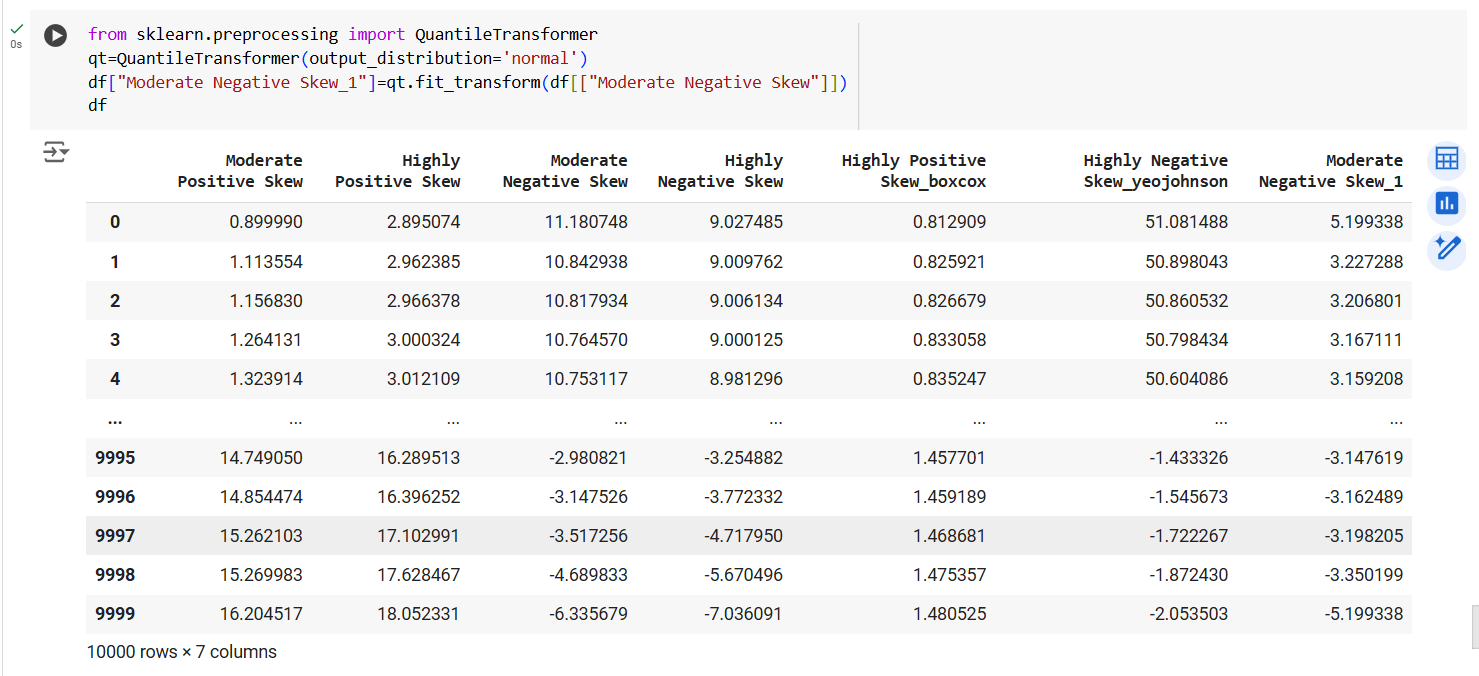 from sklearn.preprocessing import QuantileTransformer
0s
qt=QuantileTransformer(output_distribution='normal')
df["Moderate Negative Skew_1"]=qt.fit_transform(df[["Moderate Negative Skew"]])
df
Moderate Highly Moderate Highly Highly Positive Highly Negative Moderate
Positive Skew Positive Skew Negative Skew Negative Skew Skew_boxcox Skew_yeojohnson Negative Skew_1
0 0.899990 2.895074 11.180748 9.027485 0.812909 51.081488 5.199338
1 1.113554 2.962385 10.842938 9.009762 0.825921 50.898043 3.227288
2 1.156830 2.966378 10.817934 9.006134 0.826679 50.860532 3.206801
3 1.264131 3.000324 10.764570 9.000125 0.833058 50.798434 3.167111
4 1.323914 3.012109 10.753117 8.981296 0.835247 50.604086 3.159208
... ... ... ... ... ... ... ...
9995 14.749050 16.289513 -2.980821 -3.254882 1.457701 -1.433326 -3.147619
9996 14.854474 16.396252 -3.147526 -3.772332 1.459189 -1.545673 -3.162489
9997 15.262103 17.102991 -3.517256 -4.717950 1.468681 -1.722267 -3.198205
9998 15.269983 17.628467 -4.689833 -5.670496 1.475357 -1.872430 -3.350199
9999 16.204517 18.052331 -6.335679 -7.036091 1.480525 -2.053503 -5.199338
10000 rows × 7 columns